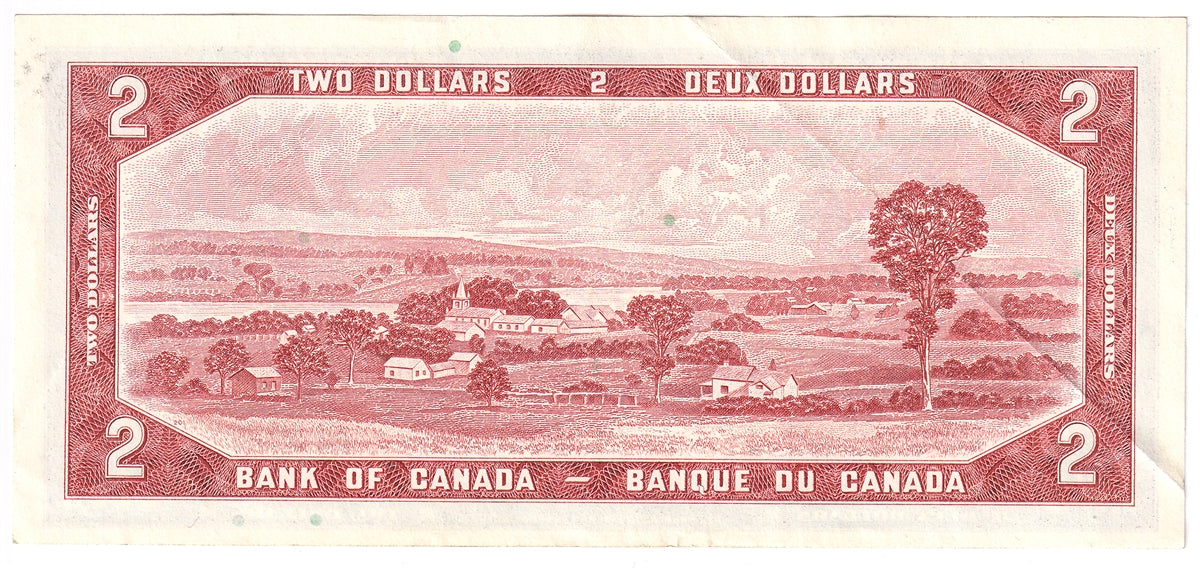 TWO DOLLARS 2 DEUX DOLLARS
2 2
TWO DOLLARS
DEUX DOLLARS
2 2
BANK OF CANADA — BANQUE DU CANADA